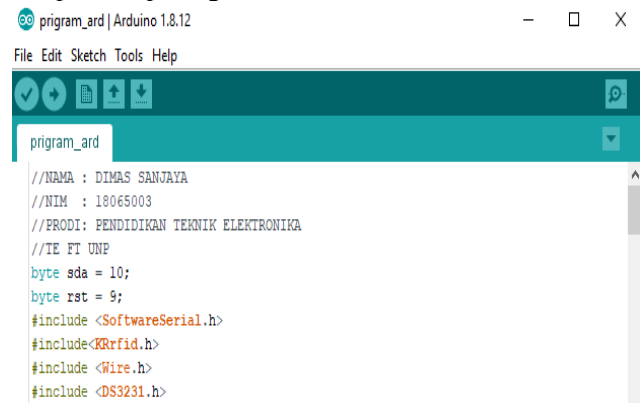 prigram_ard | Arduino 1.8.12
File Edit Sketch Tools Help
prigram_ard
//NAMA : DIMAS SANJAYA
//NIM : 18065003
//PRODI: PENDIDIKAN TEKNIK ELEKTRONIKA
//TE FT UNP
byte sda = 10;
byte rst = 9;
#include <SoftwareSerial.h>
#include<KRrfid.h>
#include <Wire.h>
#include <DS3231.h>